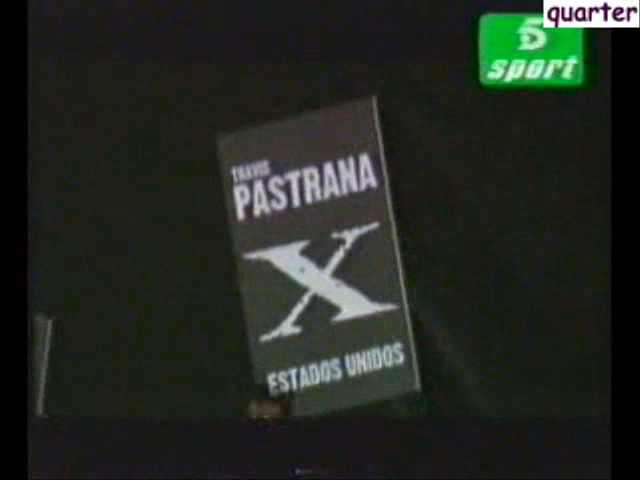 quarter
5
sport
TRAVIS
PASTRANA
X
ESTADOS UNIDOS